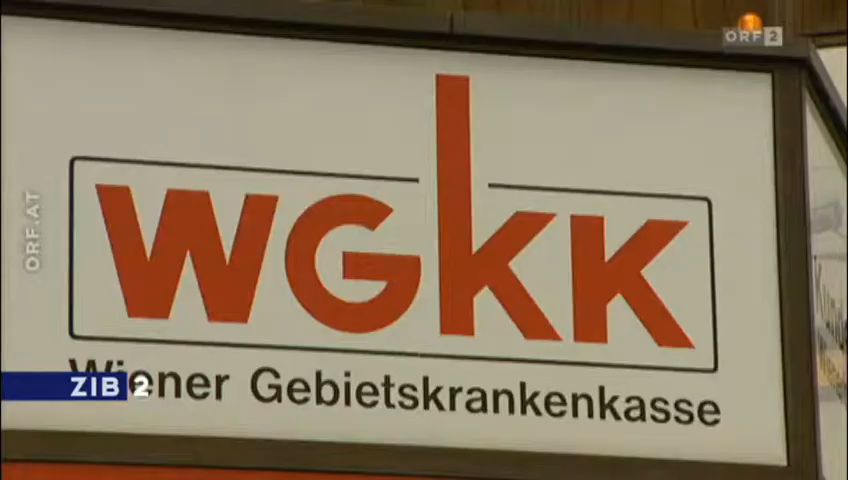 ORF 2
ORF.AT
WGKK
Wiener Gebietskrankenkasse
ZIB 2